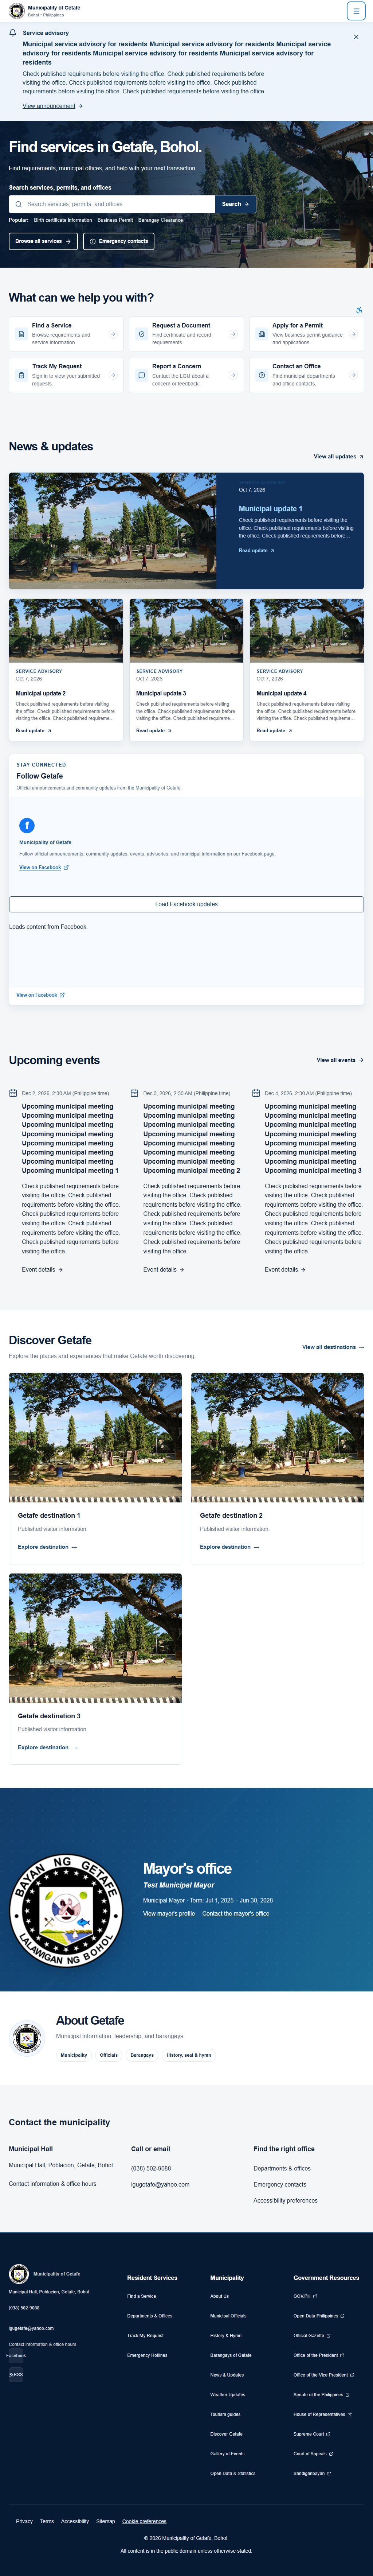 Municipality of Getafe
Bohol • Philippines
Service advisory
Municipal service advisory for residents Municipal service advisory for residents Municipal service
advisory for residents Municipal service advisory for residents Municipal service advisory for
residents
Check published requirements before visiting the office. Check published requirements before
visiting the office. Check published requirements before visiting the office. Check published
requirements before visiting the office. Check published requirements before visiting the office.
View announcement
Find services in Getafe, Bohol.
Find requirements, municipal offices, and help with your next transaction.
Search services, permits, and offices
Search services, permits, and offices
Search
Popular: Birth certificate information Business Permit Barangay Clearance
Browse all services
Emergency contacts
What can we help you with?
Find a Service
Browse requirements and
service information.
Request a Document
Find certificate and record
requirements.
Apply for a Permit
View business permit guidance
and applications.
Track My Request
Sign in to view your submitted
requests.
Report a Concern
Contact the LGU about a
concern or feedback.
Contact an Office
Find municipal departments
and office contacts.
News & updates
View all updates
Oct 7, 2026
Municipal update 1
Check published requirements before visiting the
office. Check published requirements before visiting
the office. Check published requirements before...
Read update
SERVICE ADVISORY
Oct 7, 2026
Municipal update 2
Check published requirements before visiting
the office. Check published requirements before
visiting the office. Check published requireme...
Read update
SERVICE ADVISORY
Oct 7, 2026
Municipal update 3
Check published requirements before visiting
the office. Check published requirements before
visiting the office. Check published requireme...
Read update
SERVICE ADVISORY
Oct 7, 2026
Municipal update 4
Check published requirements before visiting
the office. Check published requirements before
visiting the office. Check published requireme...
Read update
STAY CONNECTED
Follow Getafe
Official announcements and community updates from the Municipality of Getafe.
Municipality of Getafe
Follow official announcements, community updates, events, advisories, and municipal information on our Facebook page.
View on Facebook
Load Facebook updates
Loads content from Facebook.
View on Facebook
Upcoming events
View all events
Dec 2, 2026, 2:30 AM (Philippine time)
Upcoming municipal meeting
Upcoming municipal meeting
Upcoming municipal meeting
Upcoming municipal meeting
Upcoming municipal meeting
Upcoming municipal meeting
Upcoming municipal meeting
Upcoming municipal meeting 1
Check published requirements before
visiting the office. Check published
requirements before visiting the office.
Check published requirements before
visiting the office. Check published
requirements before visiting the office.
Check published requirements before
visiting the office.
Event details
Dec 3, 2026, 2:30 AM (Philippine time)
Upcoming municipal meeting
Upcoming municipal meeting
Upcoming municipal meeting
Upcoming municipal meeting
Upcoming municipal meeting
Upcoming municipal meeting
Upcoming municipal meeting
Upcoming municipal meeting 2
Check published requirements before
visiting the office. Check published
requirements before visiting the office.
Check published requirements before
visiting the office. Check published
requirements before visiting the office.
Check published requirements before
visiting the office.
Event details
Dec 4, 2026, 2:30 AM (Philippine time)
Upcoming municipal meeting
Upcoming municipal meeting
Upcoming municipal meeting
Upcoming municipal meeting
Upcoming municipal meeting
Upcoming municipal meeting
Upcoming municipal meeting
Upcoming municipal meeting 3
Check published requirements before
visiting the office. Check published
requirements before visiting the office.
Check published requirements before
visiting the office. Check published
requirements before visiting the office.
Check published requirements before
visiting the office.
Event details
Discover Getafe
Explore the places and experiences that make Getafe worth discovering.
View all destinations
Getafe destination 1
Published visitor information.
Explore destination
Getafe destination 2
Published visitor information.
Explore destination
Getafe destination 3
Published visitor information.
Explore destination
BAYAN NG GETAFE
LALAWIGAN NG BOHOL
Mayor's office
Test Municipal Mayor
Municipal Mayor · Term: Jul 1, 2025 – Jun 30, 2028
View mayor's profile
Contact the mayor's office
About Getafe
Municipal information, leadership, and barangays.
Municipality
Officials
Barangays
History, seal & hymn
Contact the municipality
Municipal Hall
Municipal Hall, Poblacion, Getafe, Bohol
Contact information & office hours
Call or email
(038) 502-9088
lgugetafe@yahoo.com
Find the right office
Departments & offices
Emergency contacts
Accessibility preferences
Municipality of Getafe
Municipal Hall, Poblacion, Getafe, Bohol
(038) 502-9088
lgugetafe@yahoo.com
Contact information & office hours
Facebook
RSS
Resident Services
Find a Service
Departments & Offices
Track My Request
Emergency Hotlines
Municipality
About Us
Municipal Officials
History & Hymn
Barangays of Getafe
News & Updates
Weather Updates
Tourism guides
Discover Getafe
Gallery of Events
Open Data & Statistics
Government Resources
GOV.PH
Open Data Philippines
Official Gazette
Office of the President
Office of the Vice President
Senate of the Philippines
House of Representatives
Supreme Court
Court of Appeals
Sandiganbayan
Privacy
Terms
Accessibility
Sitemap
Cookie preferences
© 2026 Municipality of Getafe, Bohol.
All content is in the public domain unless otherwise stated.